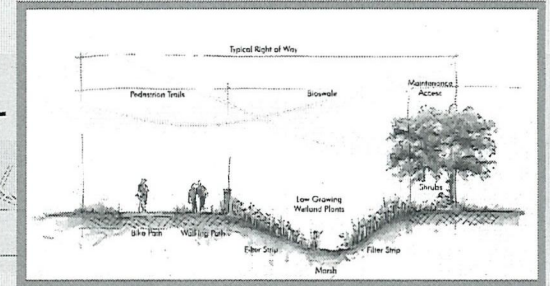 Typical Right of Way
Pedestrian Trails
Bioswale
Maintenance
Access
Shrubs
Low Growing
Wetland Plants
Bike Path
Walking Path
Filter Strip
Filter Strip
Marsh